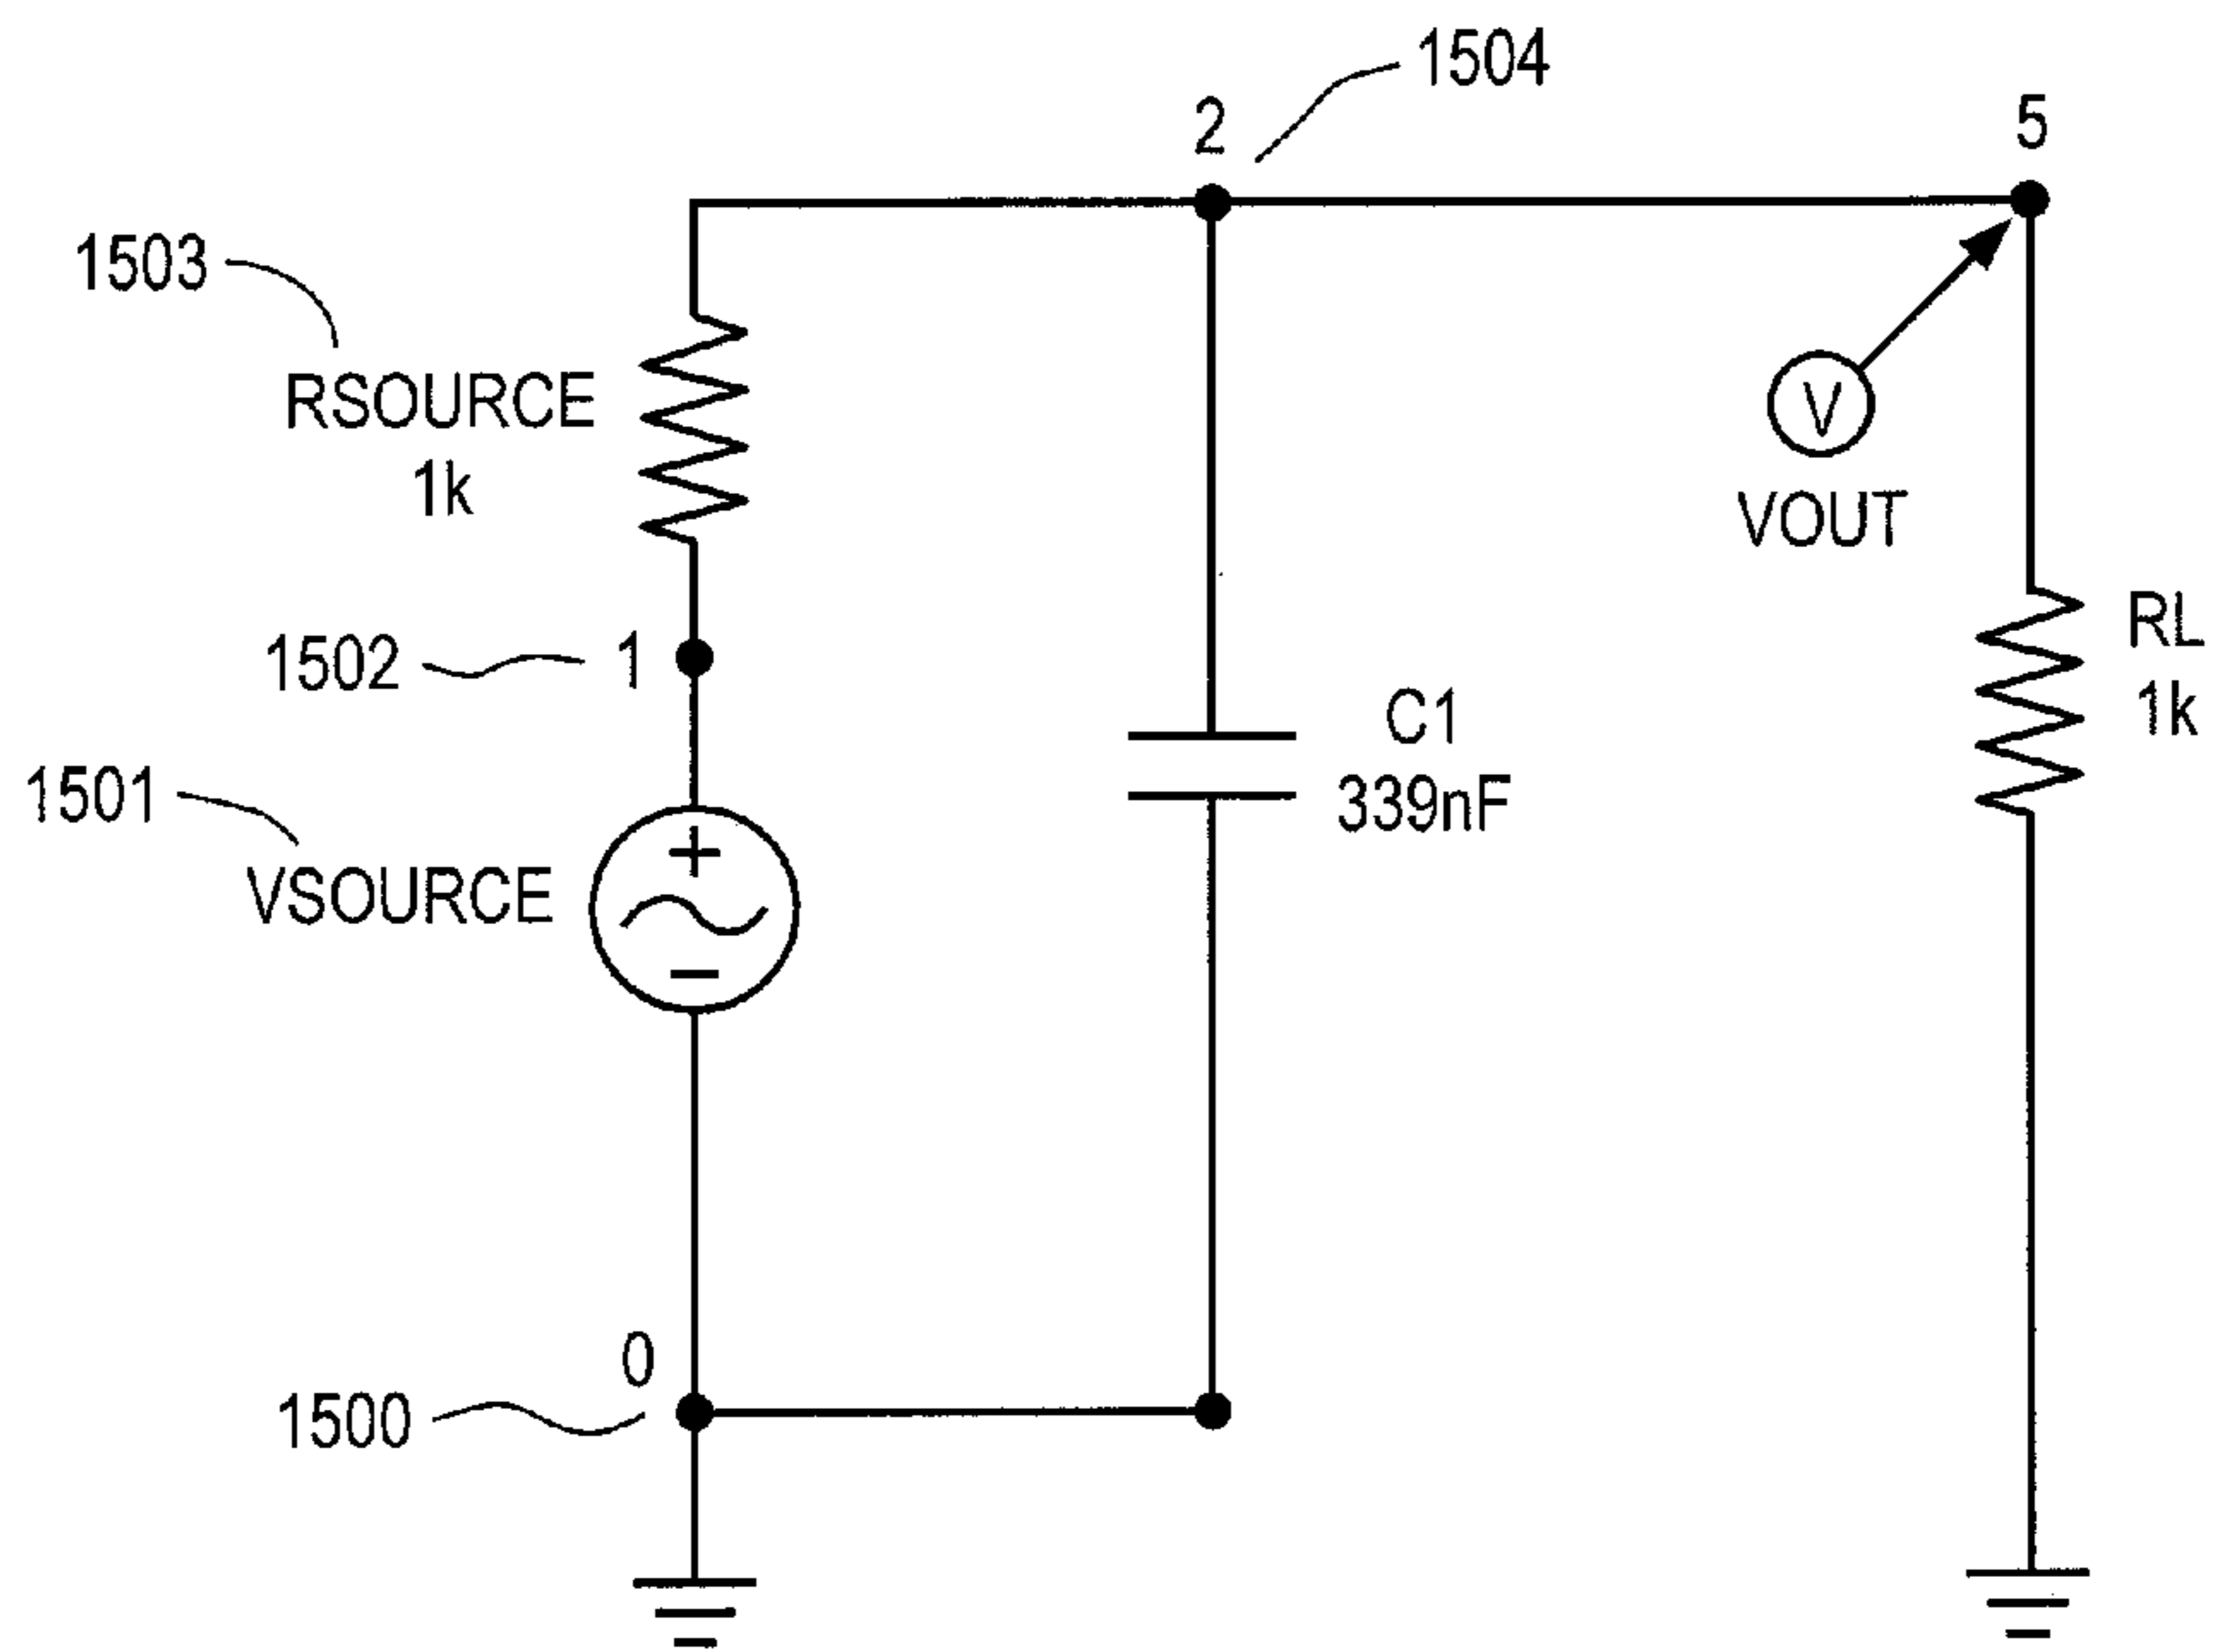 1504
2
5
1503
RSOURCE
1k
V
VOUT
RL
1k
1502
1
C1
339nF
1501
VSOURCE
+
−
0
1500